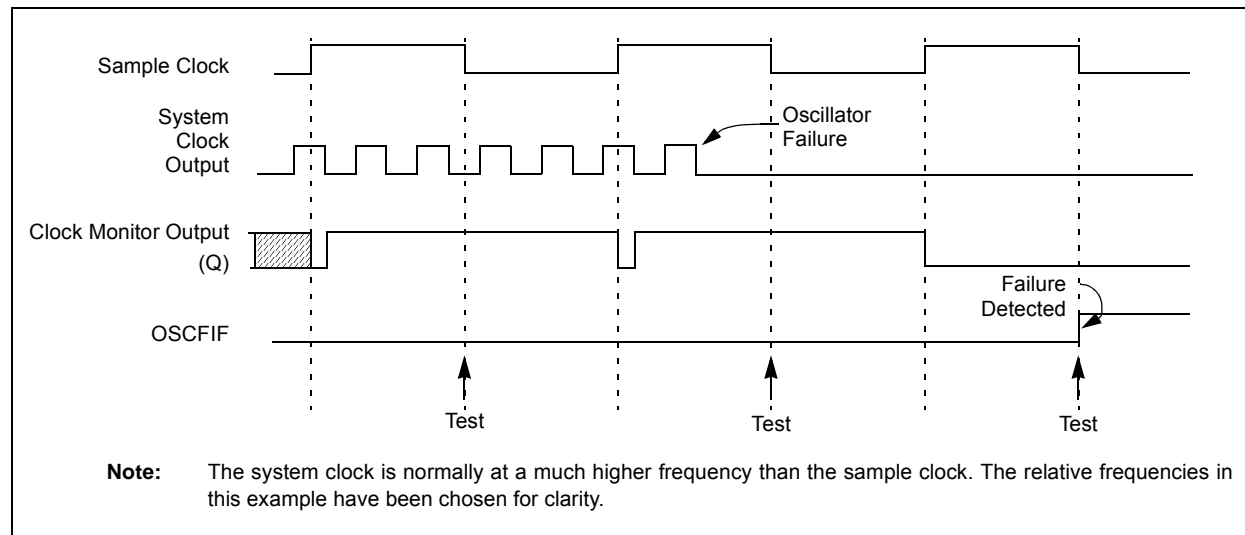 Sample Clock
System
Clock
Output
Oscillator
Failure
Clock Monitor Output
(Q)
Failure
Detected
OSCFIF
Test
Test
Test
Note: The system clock is normally at a much higher frequency than the sample clock. The relative frequencies in
this example have been chosen for clarity.